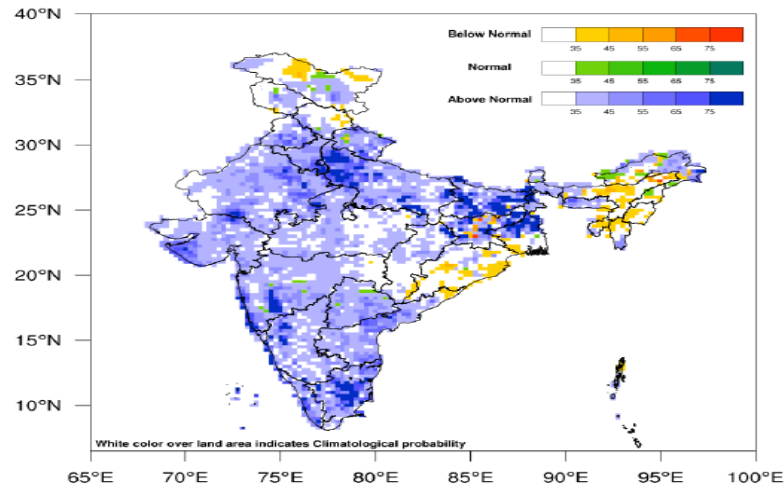 40°N
35°N
30°N
25°N
20°N
15°N
10°N
Below Normal
35 45 55 65 75
Normal
35 45 55 65 75
Above Normal
35 45 55 65 75
White color over land area indicates Climatological probability
65°E 70°E 75°E 80°E 85°E 90°E 95°E 100°E